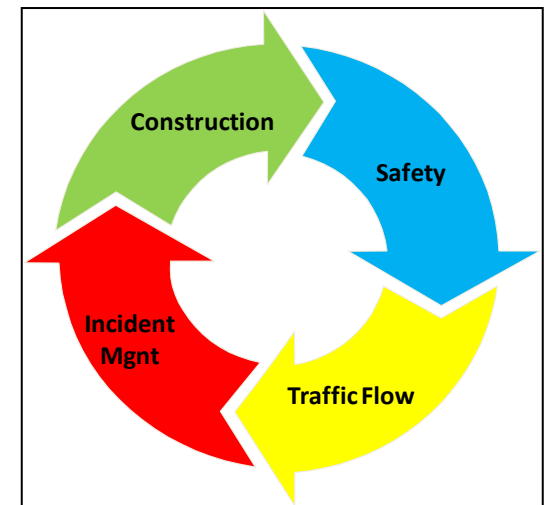 Construction
Safety
Traffic Flow
Incident
Mgnt